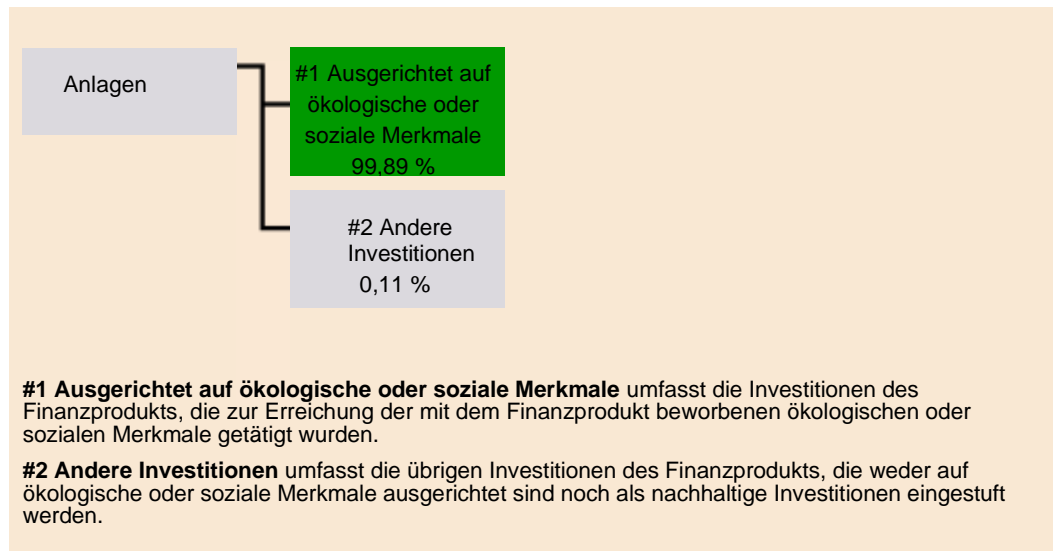 Anlagen
#1 Ausgerichtet auf
ökologische oder
soziale Merkmale
99,89 %
#2 Andere
Investitionen
0,11 %
#1 Ausgerichtet auf ökologische oder soziale Merkmale umfasst die Investitionen des
Finanzprodukts, die zur Erreichung der mit dem Finanzprodukt beworbenen ökologischen oder
sozialen Merkmale getätigt wurden.
#2 Andere Investitionen umfasst die übrigen Investitionen des Finanzprodukts, die weder auf
ökologische oder soziale Merkmale ausgerichtet sind noch als nachhaltige Investitionen eingestuft
werden.